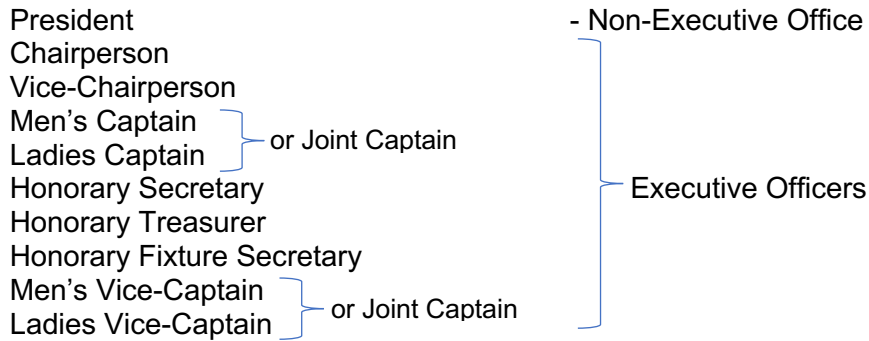 President - Non-Executive Office
Chairperson
Vice-Chairperson
Men’s Captain
or Joint Captain
Ladies Captain
Honorary Secretary Executive Officers
Honorary Treasurer
Honorary Fixture Secretary
Men’s Vice-Captain
or Joint Captain
Ladies Vice-Captain